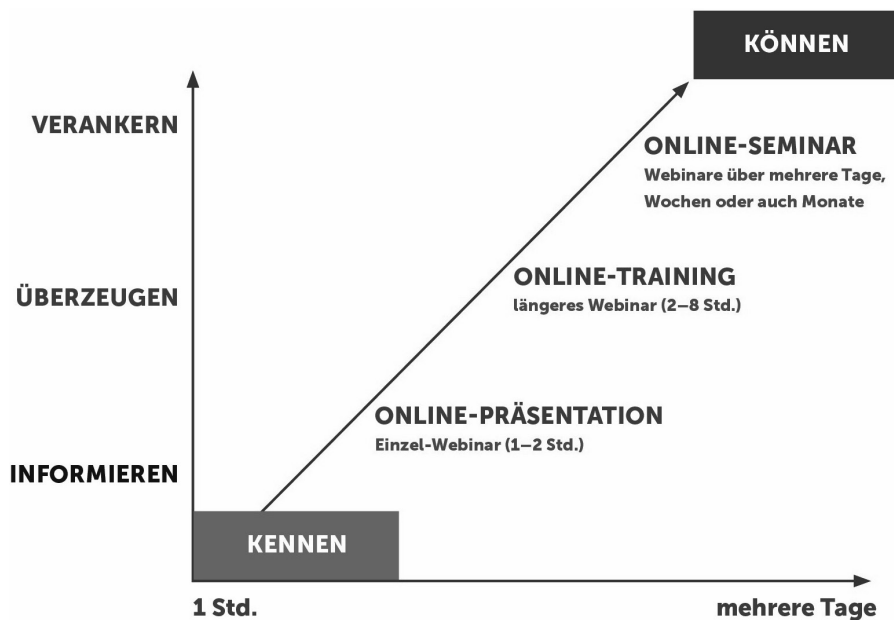 KÖNNEN
VERANKERN
ONLINE-SEMINAR
Webinare über mehrere Tage,
Wochen oder auch Monate
ÜBERZEUGEN
ONLINE-TRAINING
längeres Webinar (2–8 Std.)
ONLINE-PRÄSENTATION
Einzel-Webinar (1–2 Std.)
INFORMIEREN
KENNEN
1 Std.
mehrere Tage